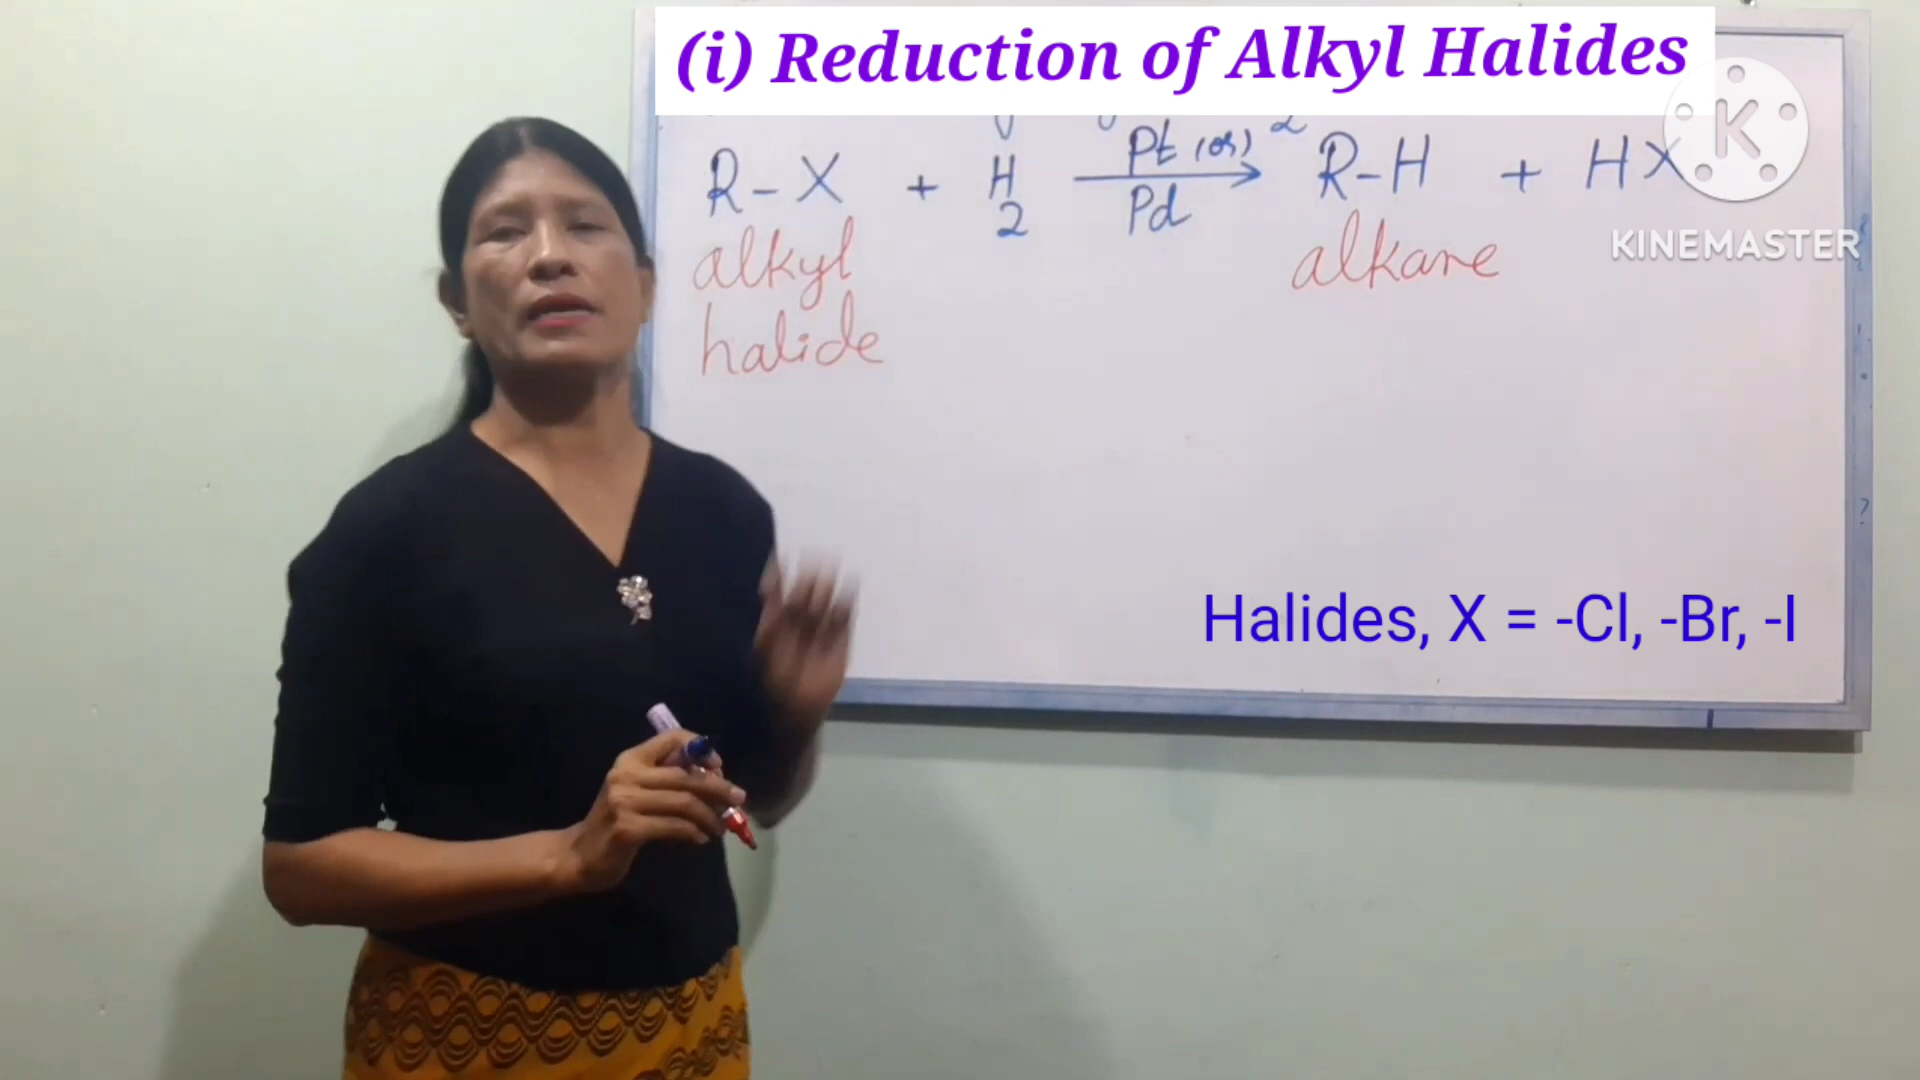 (i) Reduction of Alkyl Halides
R-X + H2 Pt (or) Pd → R-H + HX
alkyl halide
alkane
K
KINEMASTER
Halides, X = -Cl, -Br, -I